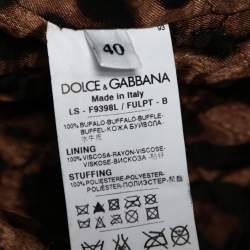 93
40
DOLCE & GABBANA
Made in Italy
LS - F9398L / FULPT - B
100% BUFFALO-BUFALO-BUFFLE-
BUFFEL-КОЖА БУЙВОЛА-
LINING
100% VISCOSA-RAYON-VISCOSE-
VISKOSE-ВИСКОЗА-
STUFFING
100% POLIESTERE-POLYESTER-
POLYESTER-ПОЛИЭСТЕР-